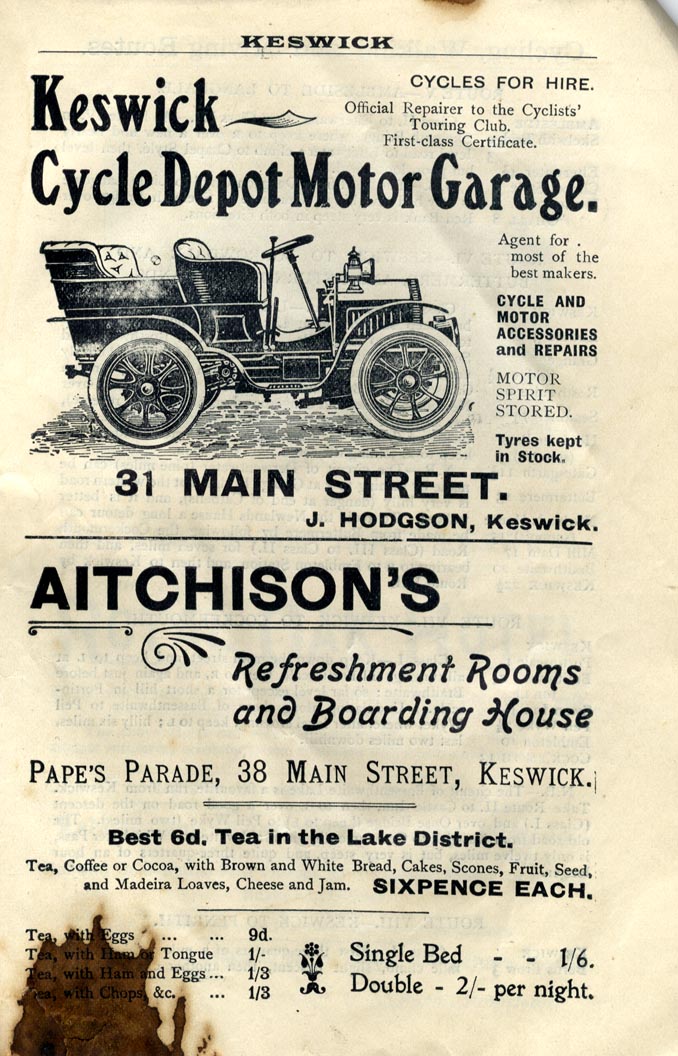 KESWICK
Keswick
CYCLES FOR HIRE.
Official Repairer to the Cyclists'
Touring Club.
First-class Certificate.
Cycle Depot Motor Garage.
Agent for .
most of the
best makers.
CYCLE AND
MOTOR
ACCESSORIES
and REPAIRS
MOTOR
SPIRIT
STORED.
Tyres kept
in Stock.
31 MAIN STREET.
J. HODGSON, Keswick.
AITCHISON'S
Refreshment Rooms
and Boarding House
PAPE'S PARADE, 38 MAIN STREET, KESWICK.
Best 6d. Tea in the Lake District.
Tea, Coffee or Cocoa, with Brown and White Bread, Cakes, Scones, Fruit, Seed,
and Madeira Loaves, Cheese and Jam. SIXPENCE EACH.
Tea, with Eggs ... ... 9d.
Tea, with Ham or Tongue 1/-
Tea, with Ham and Eggs ... 1/3
Tea, with Chops, &c. ... 1/3
Single Bed - - 1/6.
Double - 2/- per night.